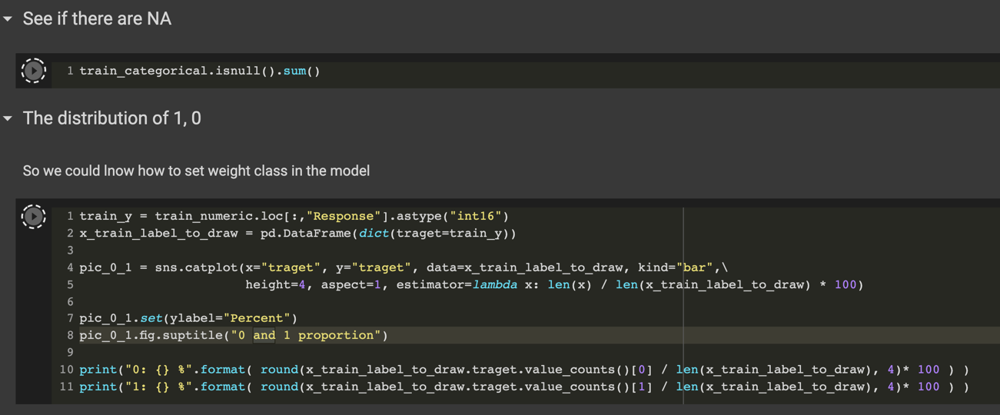 See if there are NA
1 train_categorical.isnull().sum()
The distribution of 1, 0
So we could lnow how to set weight class in the model
1 train_y = train_numeric.loc[:,"Response"].astype("int16")
2 x_train_label_to_draw = pd.DataFrame(dict(traget=train_y))
3
4 pic_0_1 = sns.catplot(x="traget", y="traget", data=x_train_label_to_draw, kind="bar",\
5                       height=4, aspect=1, estimator=lambda x: len(x) / len(x_train_label_to_draw) * 100)
6
7 pic_0_1.set(ylabel="Percent")
8 pic_0_1.fig.suptitle("0 and 1 proportion")
9
10 print("0: {} %".format( round(x_train_label_to_draw.traget.value_counts()[0] / len(x_train_label_to_draw), 4)* 100 ) )
11 print("1: {} %".format( round(x_train_label_to_draw.traget.value_counts()[1] / len(x_train_label_to_draw), 4)* 100 ) )